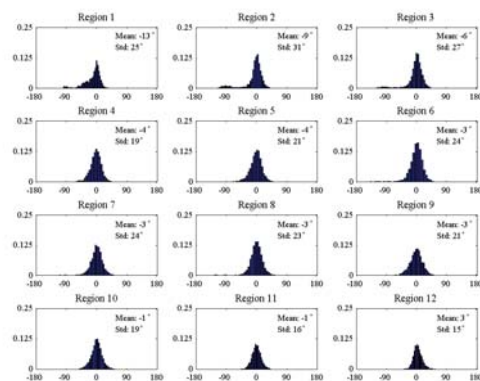 Region 1
Region 2
Region 3
0.25
Mean: -13°
Std: 25°
0.125
0
-180 -90 0 90 180
0.25
Mean: -9°
Std: 31°
0.125
0
-180 -90 0 90 180
0.25
Mean: -6°
Std: 27°
0.125
0
-180 -90 0 90 180
Region 4
Region 5
Region 6
0.25
Mean: -4°
Std: 19°
0.125
0
-180 -90 0 90 180
0.25
Mean: -4°
Std: 21°
0.125
0
-180 -90 0 90 180
0.25
Mean: -3°
Std: 24°
0.125
0
-180 -90 0 90 180
Region 7
Region 8
Region 9
0.25
Mean: -3°
Std: 24°
0.125
0
-180 -90 0 90 180
0.25
Mean: -3°
Std: 23°
0.125
0
-180 -90 0 90 180
0.25
Mean: -3°
Std: 21°
0.125
0
-180 -90 0 90 180
Region 10
Region 11
Region 12
0.25
Mean: -1°
Std: 19°
0.125
0
-180 -90 0 90 180
0.25
Mean: -1°
Std: 16°
0.125
0
-180 -90 0 90 180
0.25
Mean: 3°
Std: 15°
0.125
0
-180 -90 0 90 180